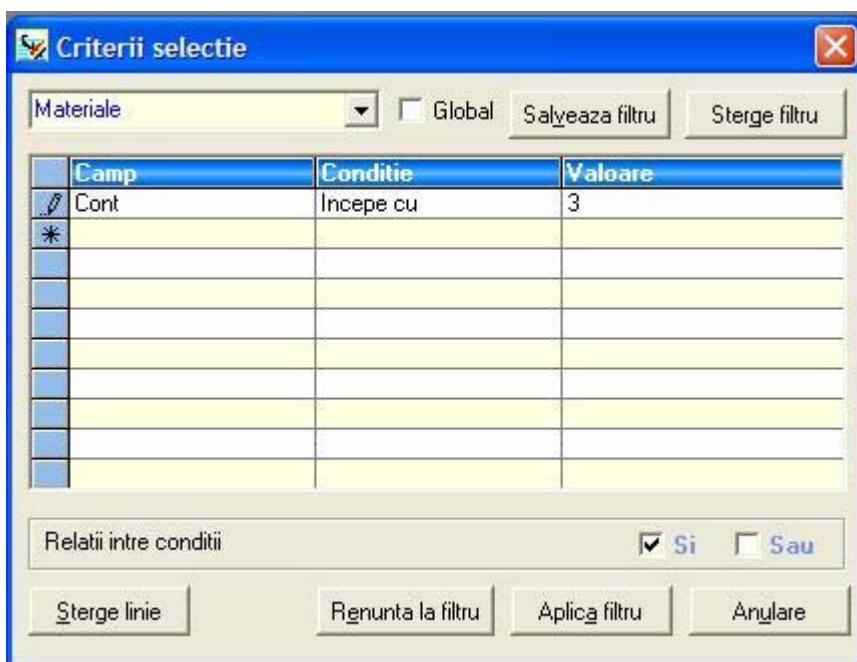 Criterii selectie
Materiale Global Salveaza filtru Sterge filtru
Camp Conditie Valoare
Cont Incepe cu 3
Relatii intre conditii Si Sau
Sterge linie Renunta la filtru Aplica filtru Anulare